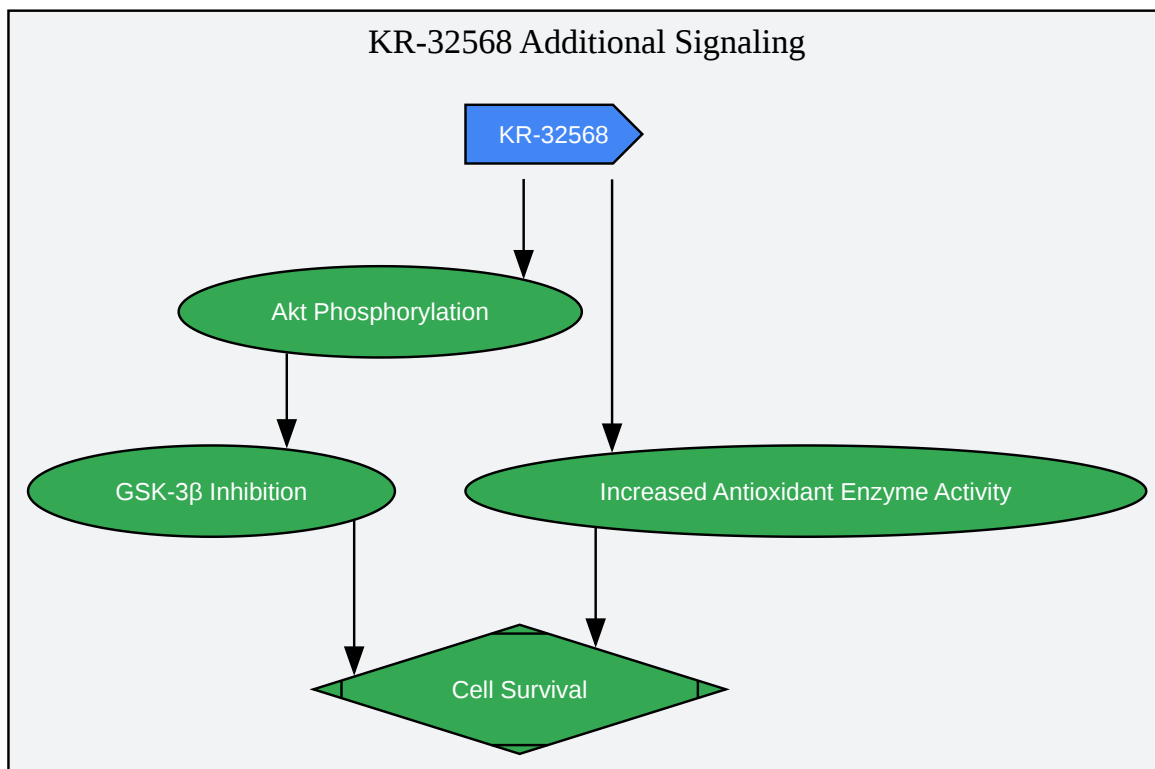 KR-32568 Additional Signaling
KR-32568
Akt Phosphorylation
GSK-3β Inhibition
Increased Antioxidant Enzyme Activity
Cell Survival